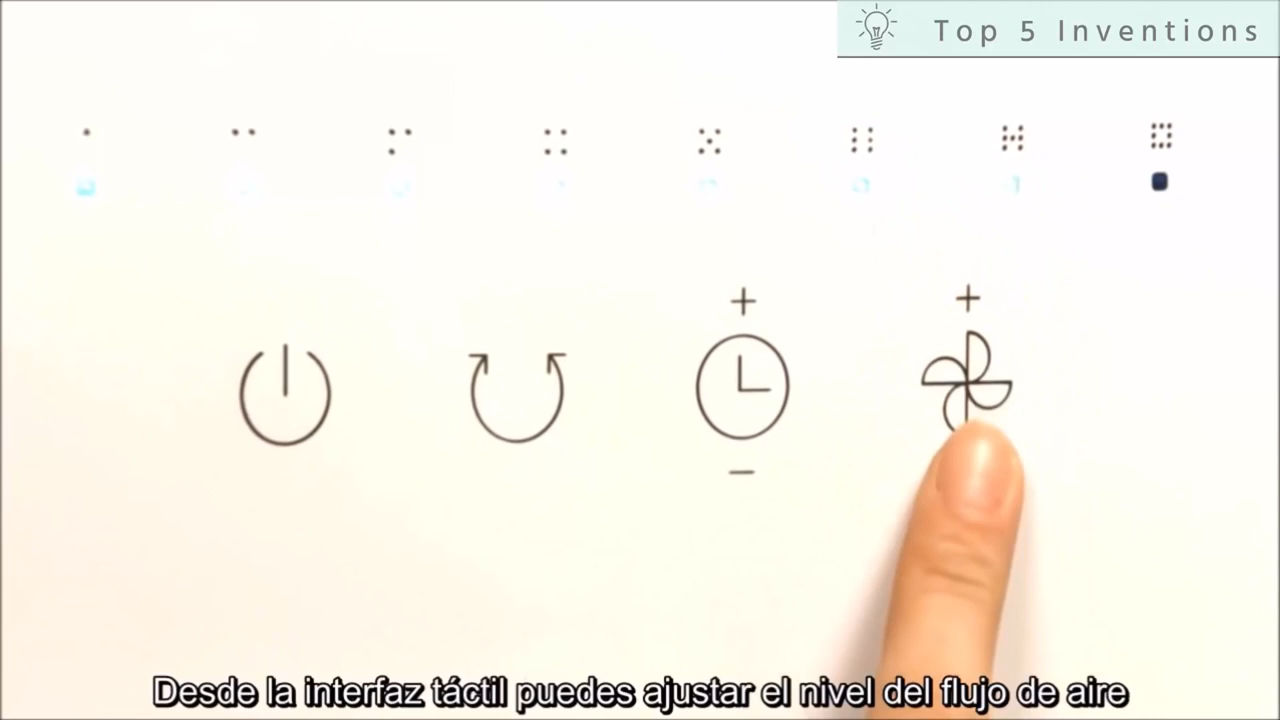 Top 5 Inventions
+ +
−
Desde la interfaz táctil puedes ajustar el nivel del flujo de aire